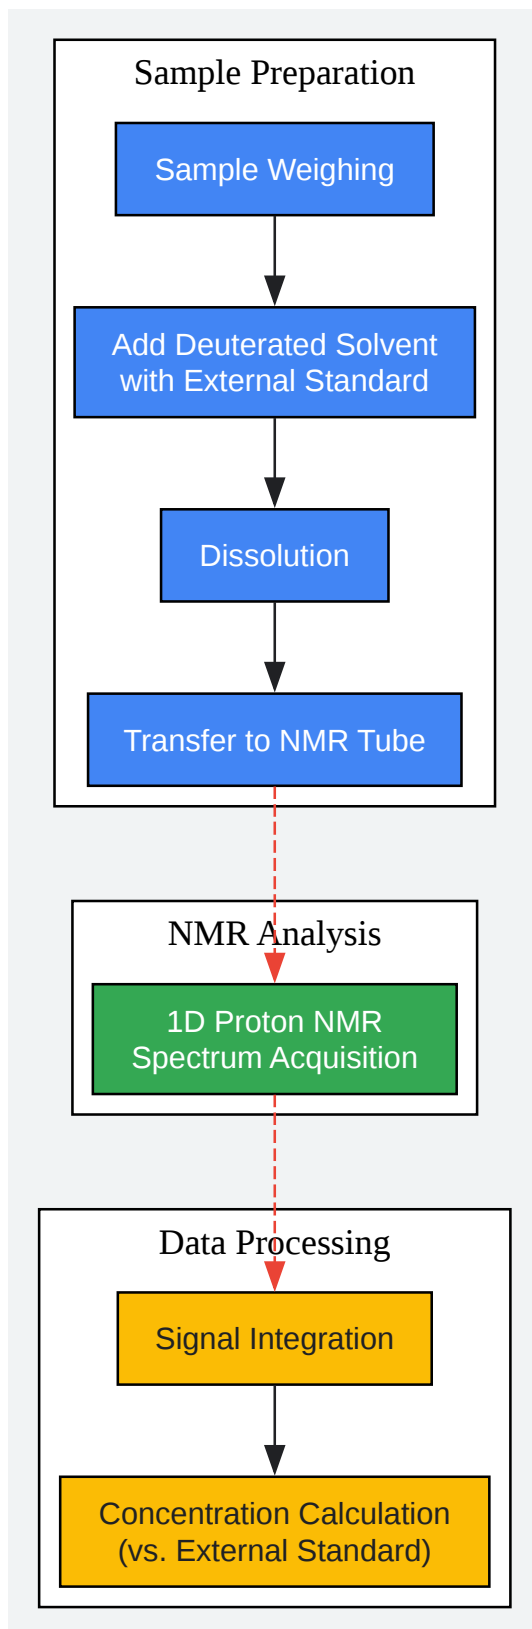 Sample Preparation
Sample Weighing
Add Deuterated Solvent
with External Standard
Dissolution
Transfer to NMR Tube
NMR Analysis
1D Proton NMR
Spectrum Acquisition
Data Processing
Signal Integration
Concentration Calculation
(vs. External Standard)